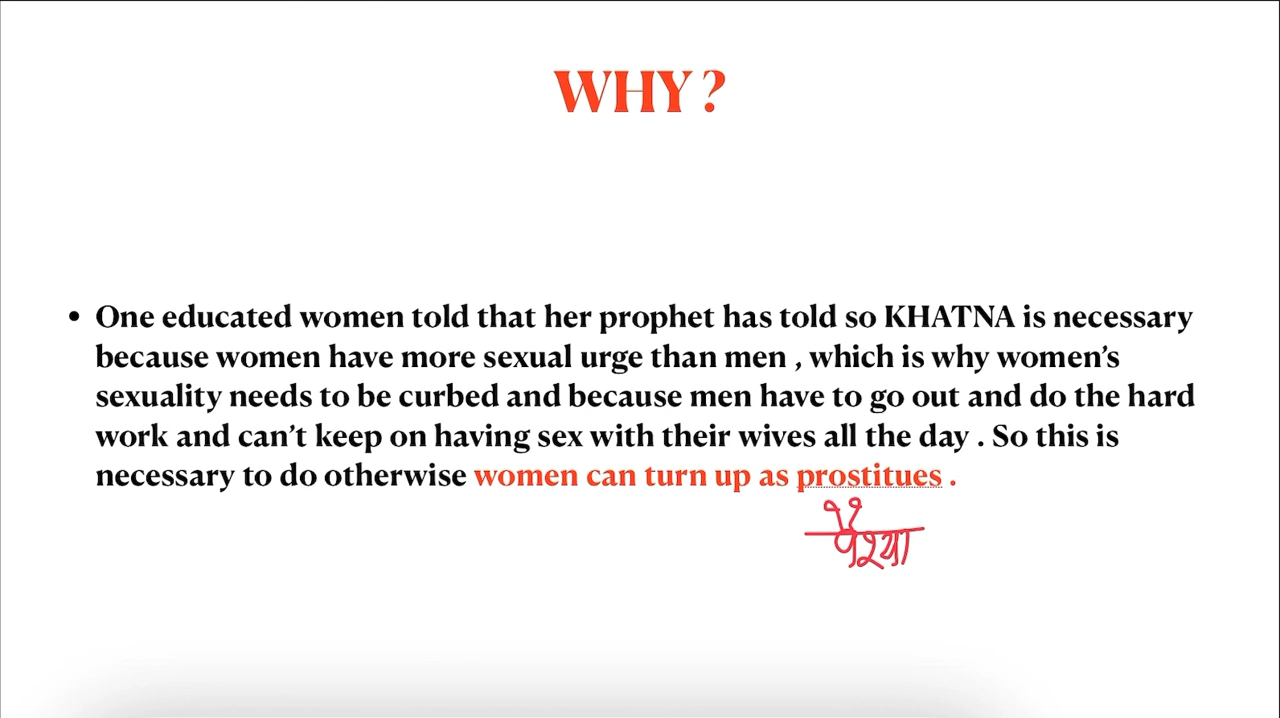 WHY ?
• One educated women told that her prophet has told so KHATNA is necessary
because women have more sexual urge than men , which is why women’s
sexuality needs to be curbed and because men have to go out and do the hard
work and can’t keep on having sex with their wives all the day . So this is
necessary to do otherwise women can turn up as prostitues .
वैश्या